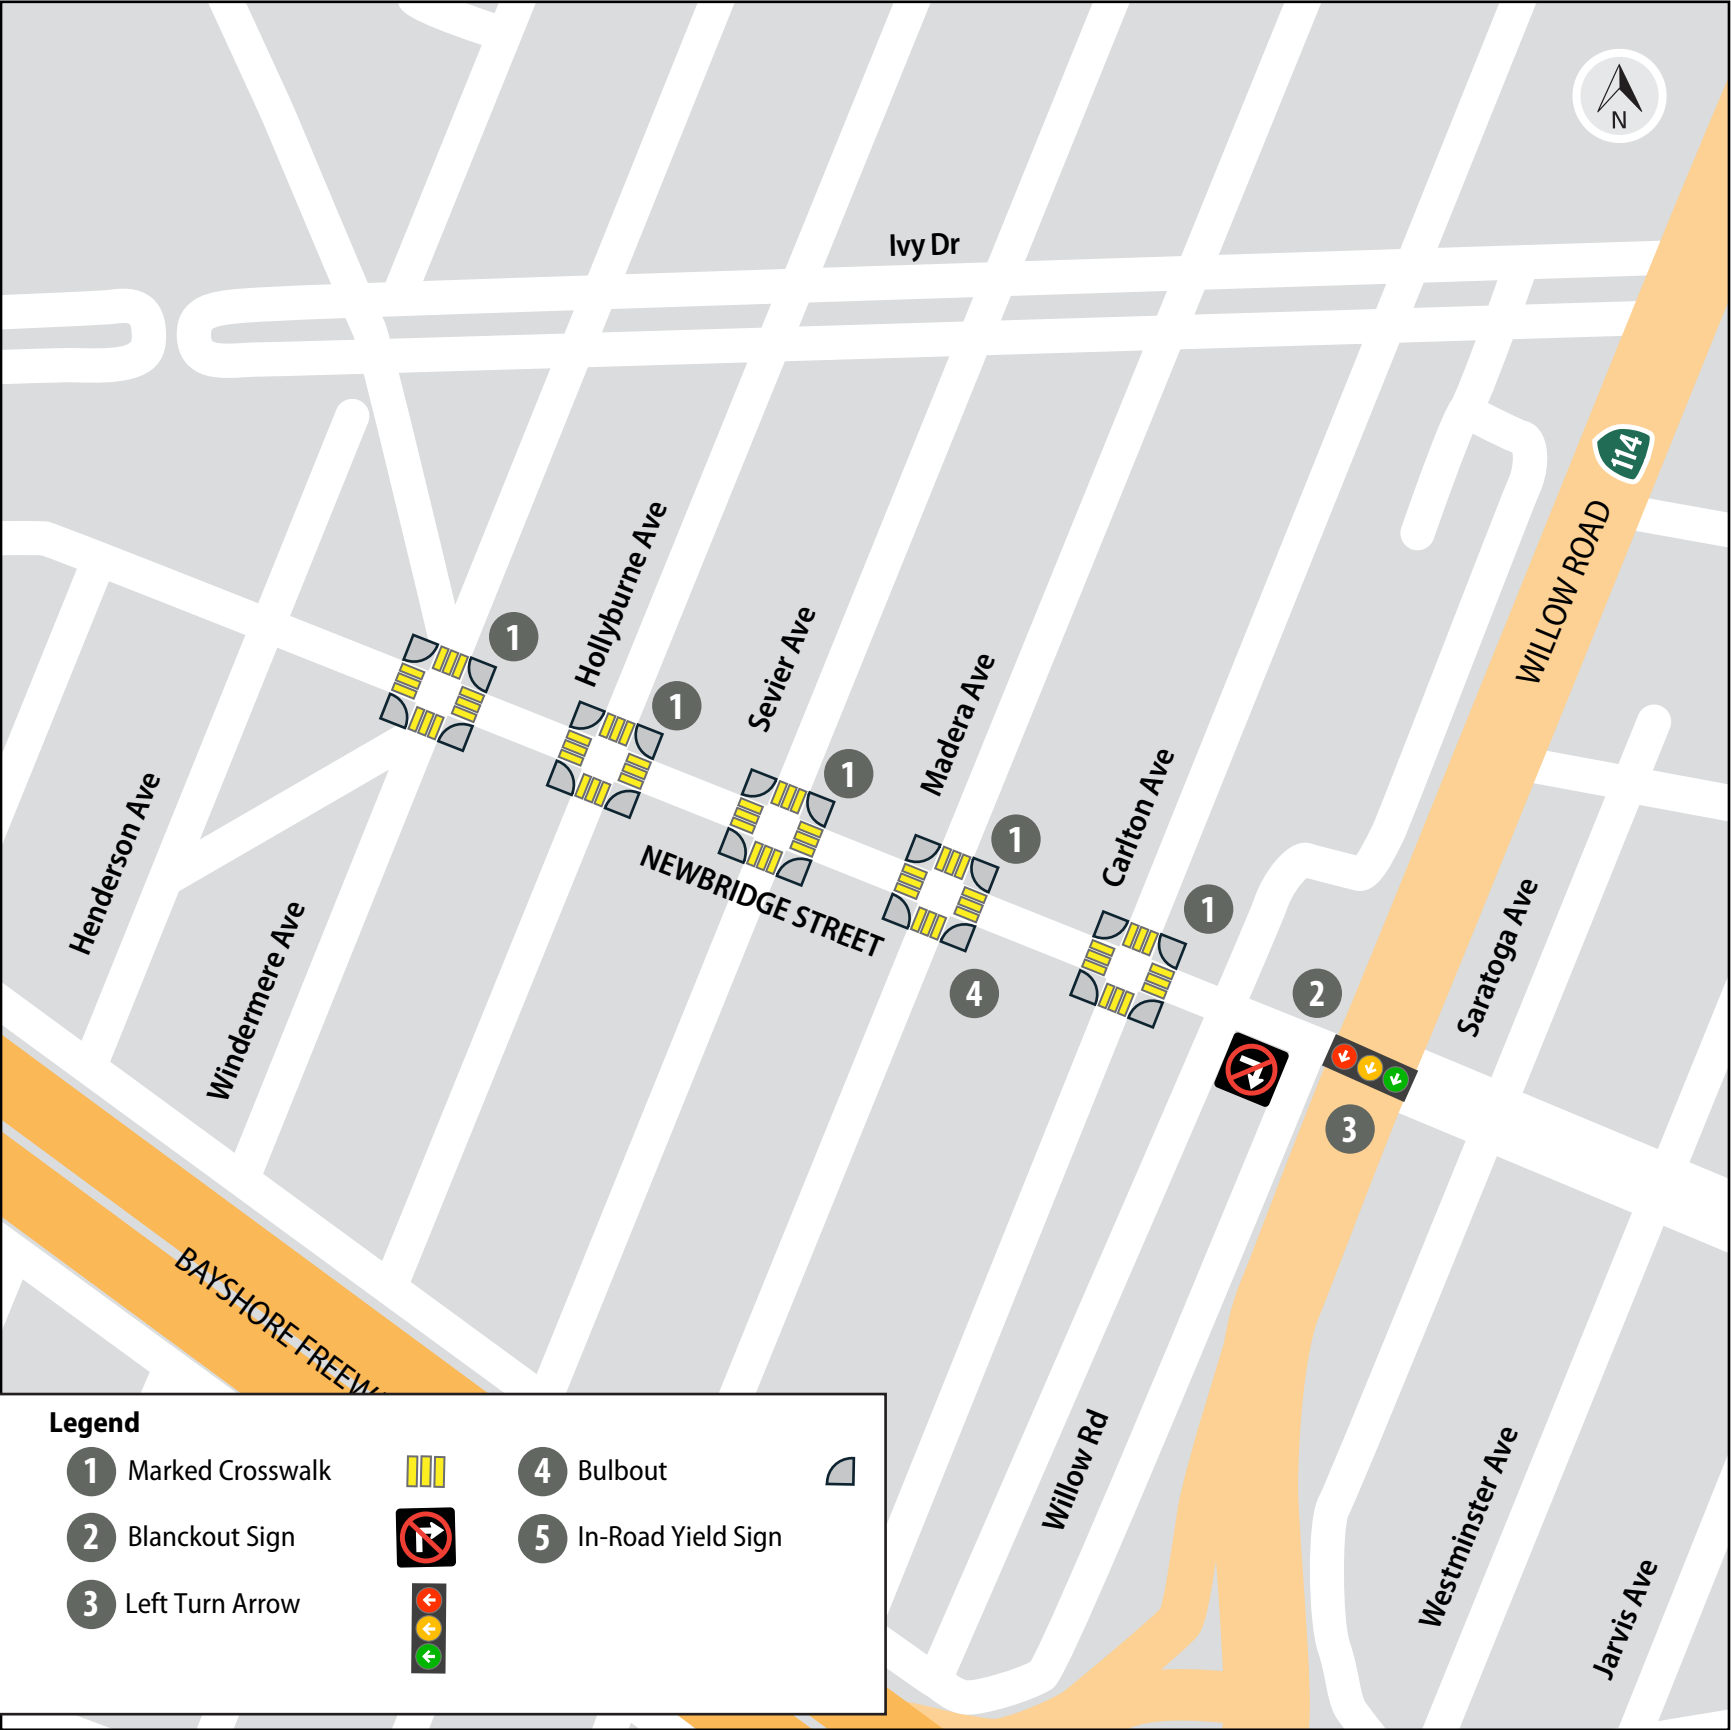 N
Ivy Dr
114
WILLOW ROAD
Hollyburne Ave
Sevier Ave
Madera Ave
Carlton Ave
1
1
1
1
1
Henderson Ave
Windermere Ave
NEWBRIDGE STREET
4
2
3
Saratoga Ave
BAYSHORE FREEWA
Willow Rd
Westminster Ave
Jarvis Ave
Legend
1 Marked Crosswalk
2 Blanckout Sign
3 Left Turn Arrow
4 Bulbout
5 In-Road Yield Sign